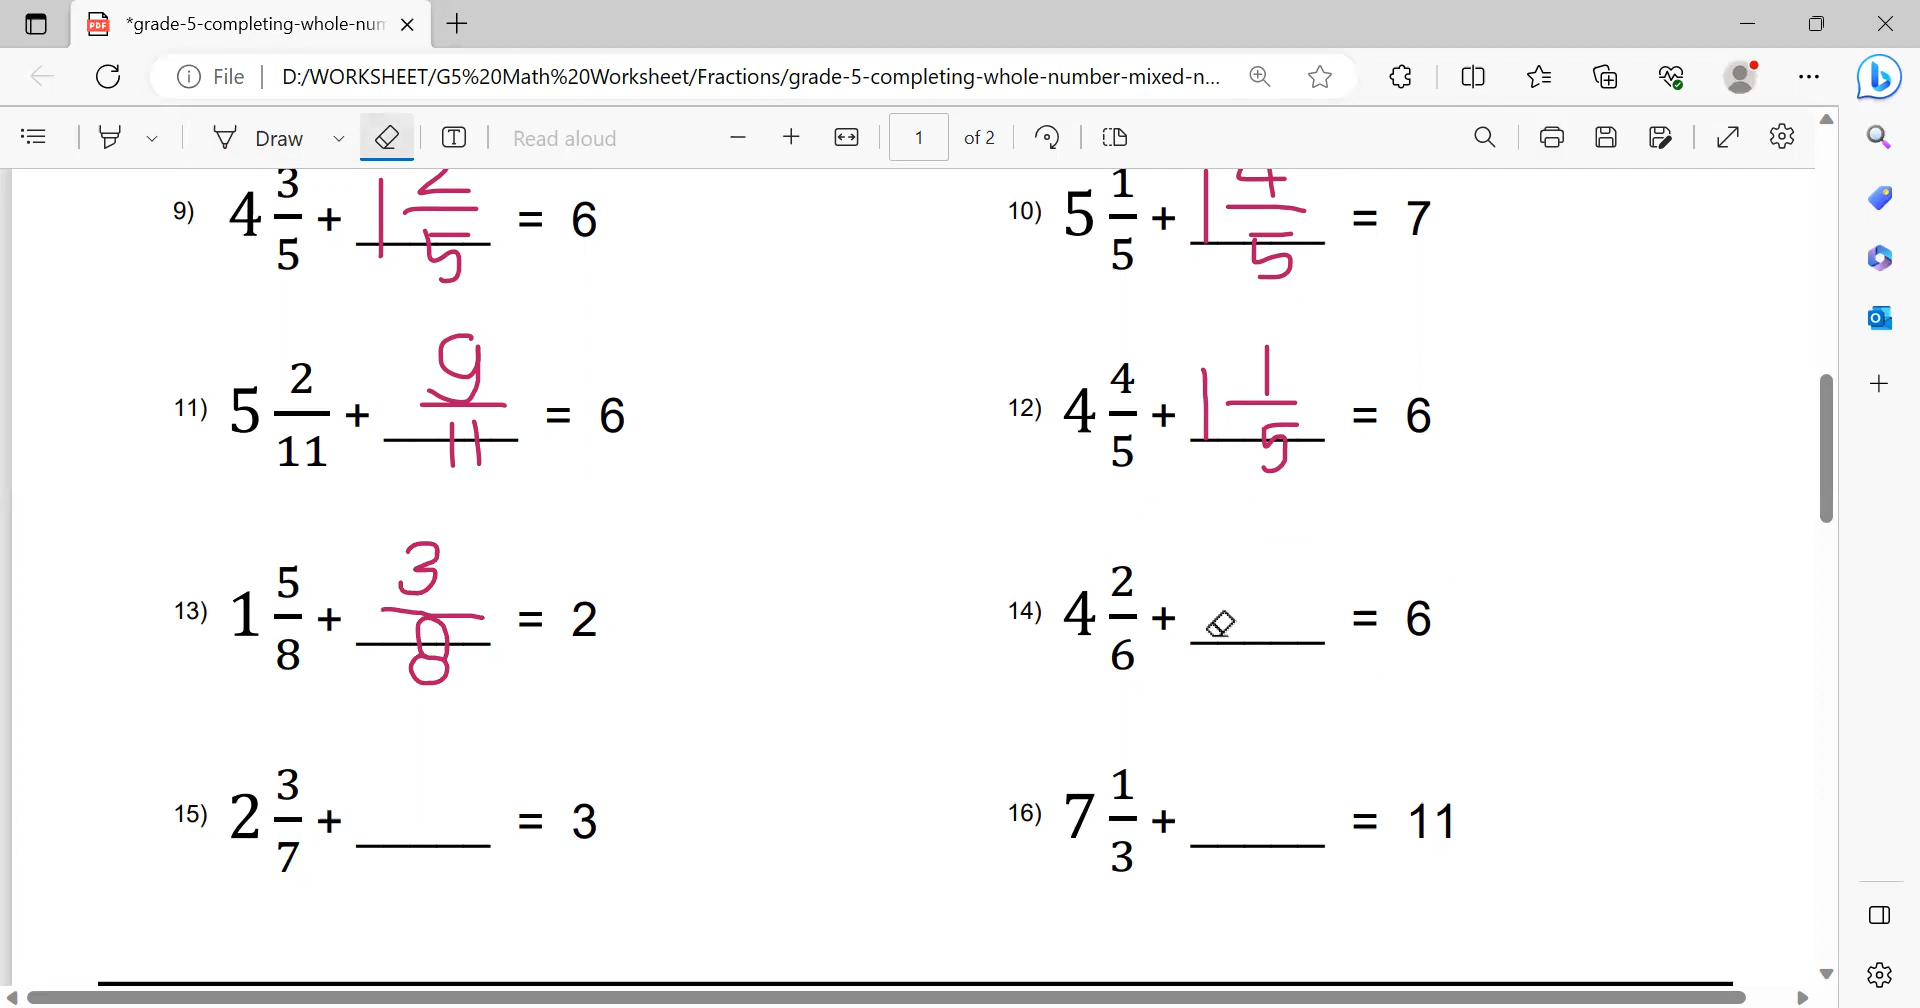 *grade-5-completing-whole-num
File D:/WORKSHEET/G5%20Math%20Worksheet/Fractions/grade-5-completing-whole-number-mixed-n...
Draw Read aloud 1 of 2
9) 4 3/5 + 1 2/5 = 6
10) 5 1/5 + 1 4/5 = 7
11) 5 2/11 + 9/11 = 6
12) 4 4/5 + 1 1/5 = 6
13) 1 5/8 + 3/8 = 2
14) 4 2/6 + ____ = 6
15) 2 3/7 + ____ = 3
16) 7 1/3 + ____ = 11